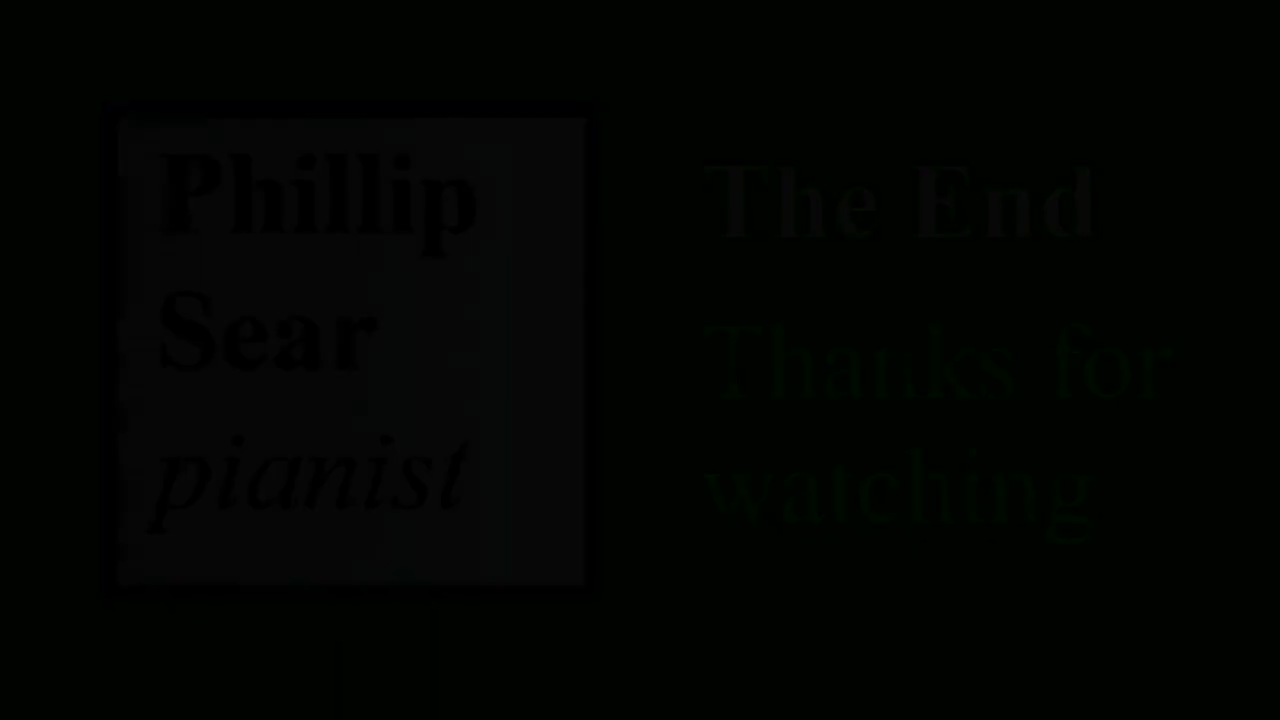 Phillip
Sear
pianist
The End
Thanks for
watching